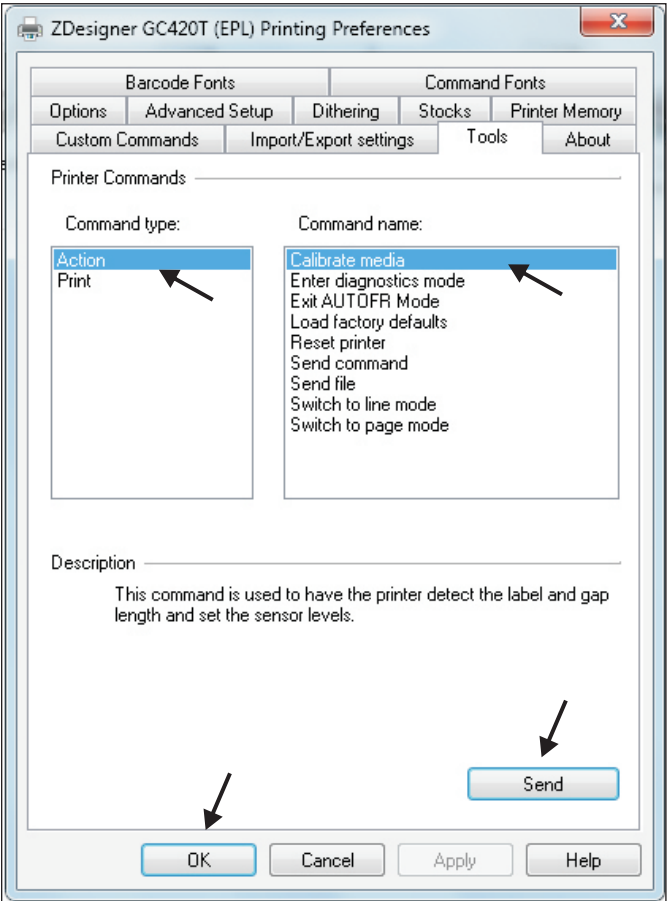 ZDesigner GC420T (EPL) Printing Preferences
Barcode Fonts Command Fonts
Options Advanced Setup Dithering Stocks Printer Memory
Custom Commands Import/Export settings Tools About
Printer Commands
Command type: Command name:
Action Calibrate media
Print Enter diagnostics mode
Exit AUTOFR Mode
Load factory defaults
Reset printer
Send command
Send file
Switch to line mode
Switch to page mode
Description
This command is used to have the printer detect the label and gap
length and set the sensor levels.
Send
OK Cancel Apply Help